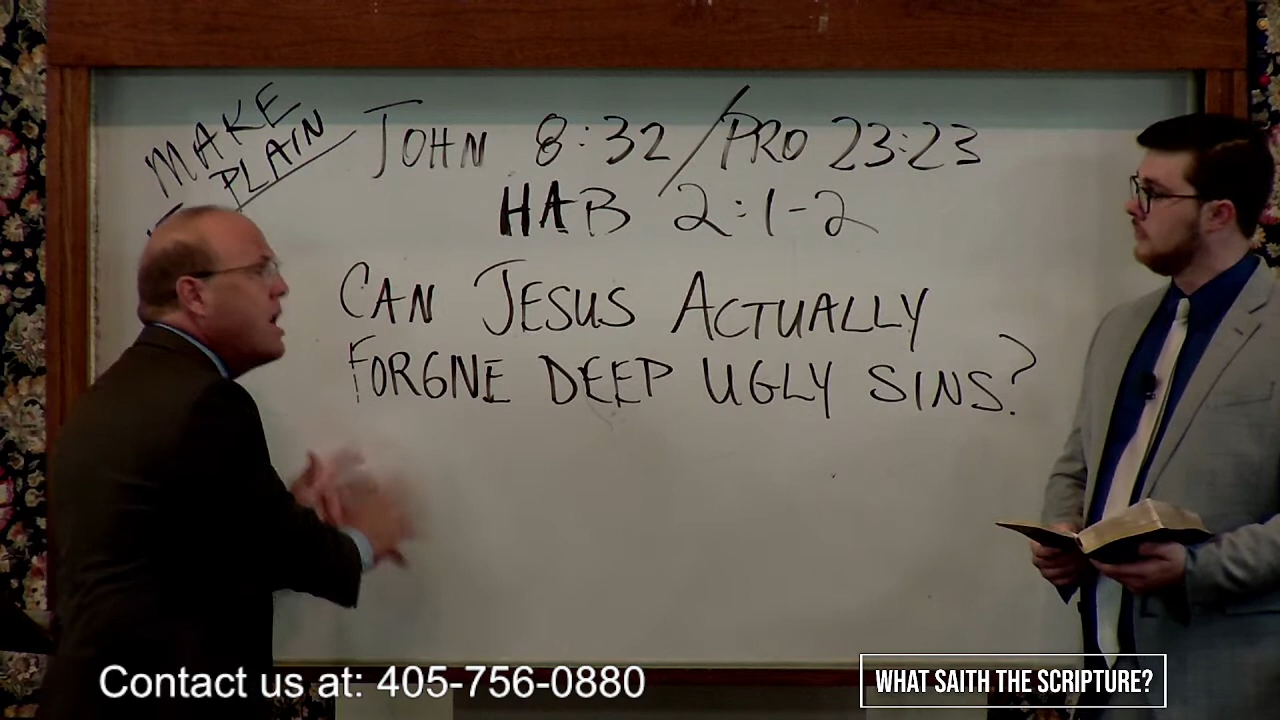 MAKE
PLAIN
JOHN 8:32/PRO 23:23
HAB 2:1-2
CAN JESUS ACTUALLY
FORGIVE DEEP UGLY SINS?
Contact us at: 405-756-0880
WHAT SAITH THE SCRIPTURE?